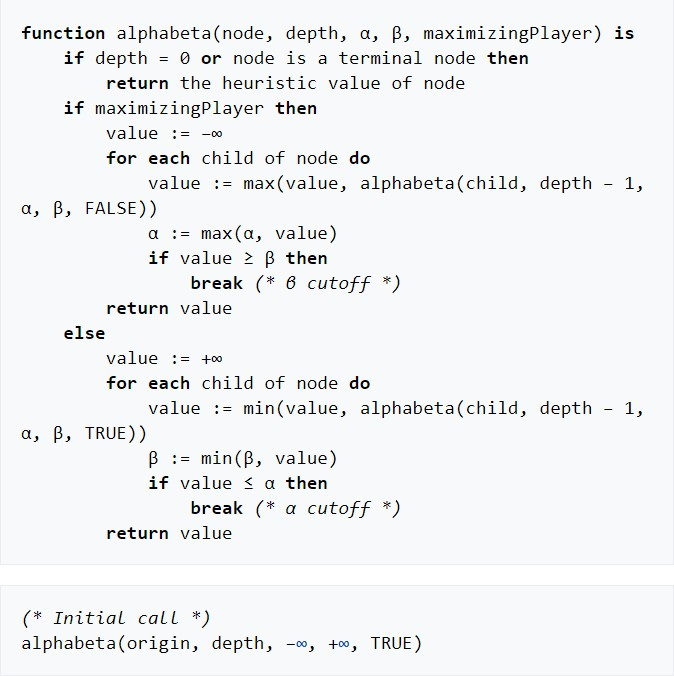 function alphabeta(node, depth, α, β, maximizingPlayer) is
    if depth = 0 or node is a terminal node then
        return the heuristic value of node
    if maximizingPlayer then
        value := −∞
        for each child of node do
            value := max(value, alphabeta(child, depth − 1,
α, β, FALSE))
            α := max(α, value)
            if value ≥ β then
                break (* β cutoff *)
        return value
    else
        value := +∞
        for each child of node do
            value := min(value, alphabeta(child, depth − 1,
α, β, TRUE))
            β := min(β, value)
            if value ≤ α then
                break (* α cutoff *)
        return value
(* Initial call *)
alphabeta(origin, depth, −∞, +∞, TRUE)